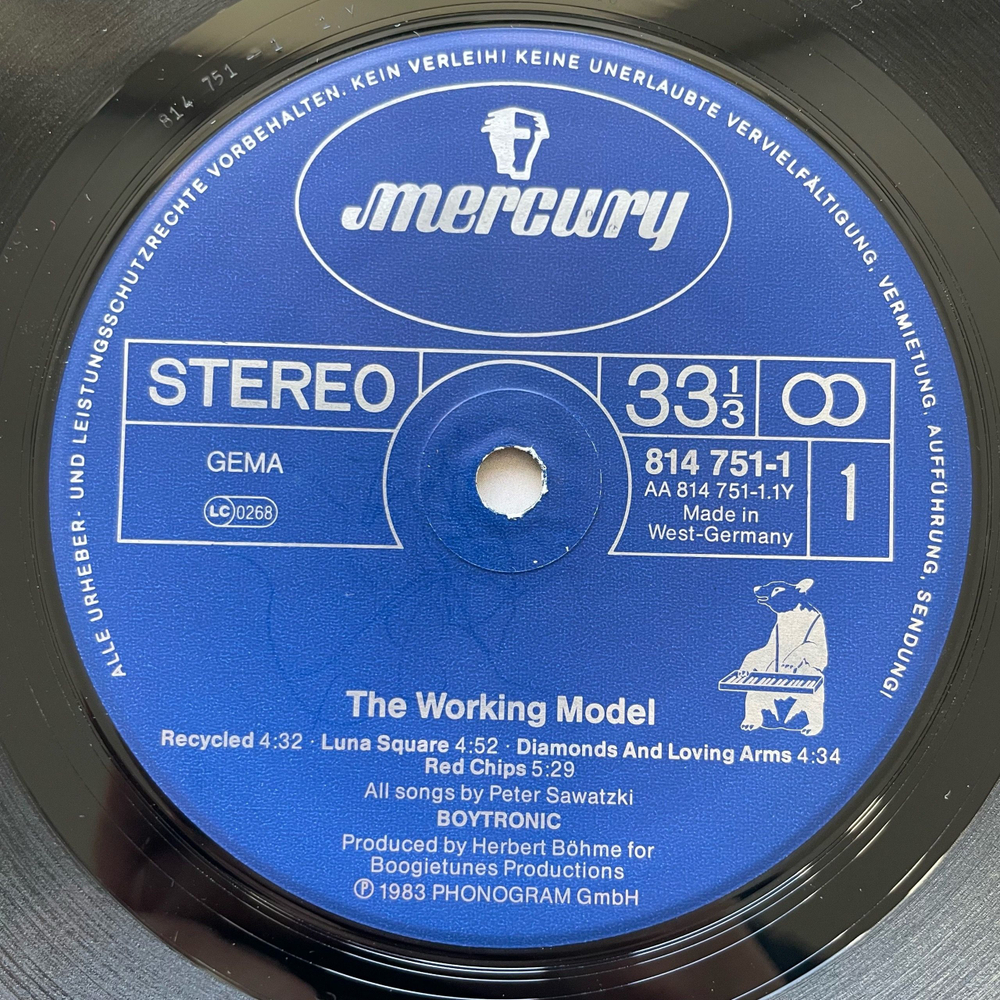 814 751-1 1 Y
ALLE URHEBER- UND LEISTUNGSSCHUTZRECHTE VORBEHALTEN. KEIN VERLEIH! KEINE UNERLAUBTE VERVIELFÄLTIGUNG, VERMIETUNG, AUFFÜHRUNG, SENDUNG!
mercury
STEREO
33 1/3
GEMA
LC 0268
814 751-1
AA 814 751-1.1Y
Made in
West-Germany
1
The Working Model
Recycled 4:32 · Luna Square 4:52 · Diamonds And Loving Arms 4:34
Red Chips 5:29
All songs by Peter Sawatzki
BOYTRONIC
Produced by Herbert Böhme for
Boogietunes Productions
Ⓟ 1983 PHONOGRAM GmbH